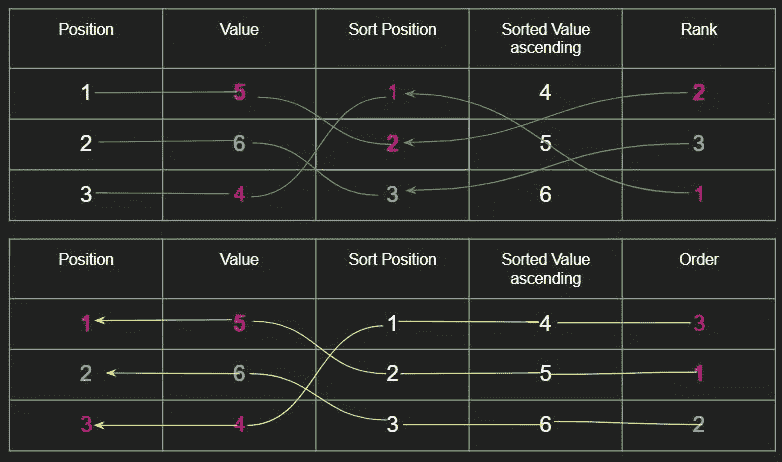 Position Value Sort Position Sorted Value ascending Rank
1 5 1 4 2
2 6 2 5 3
3 4 3 6 1
Position Value Sort Position Sorted Value ascending Order
1 5 1 4 3
2 6 2 5 1
3 4 3 6 2